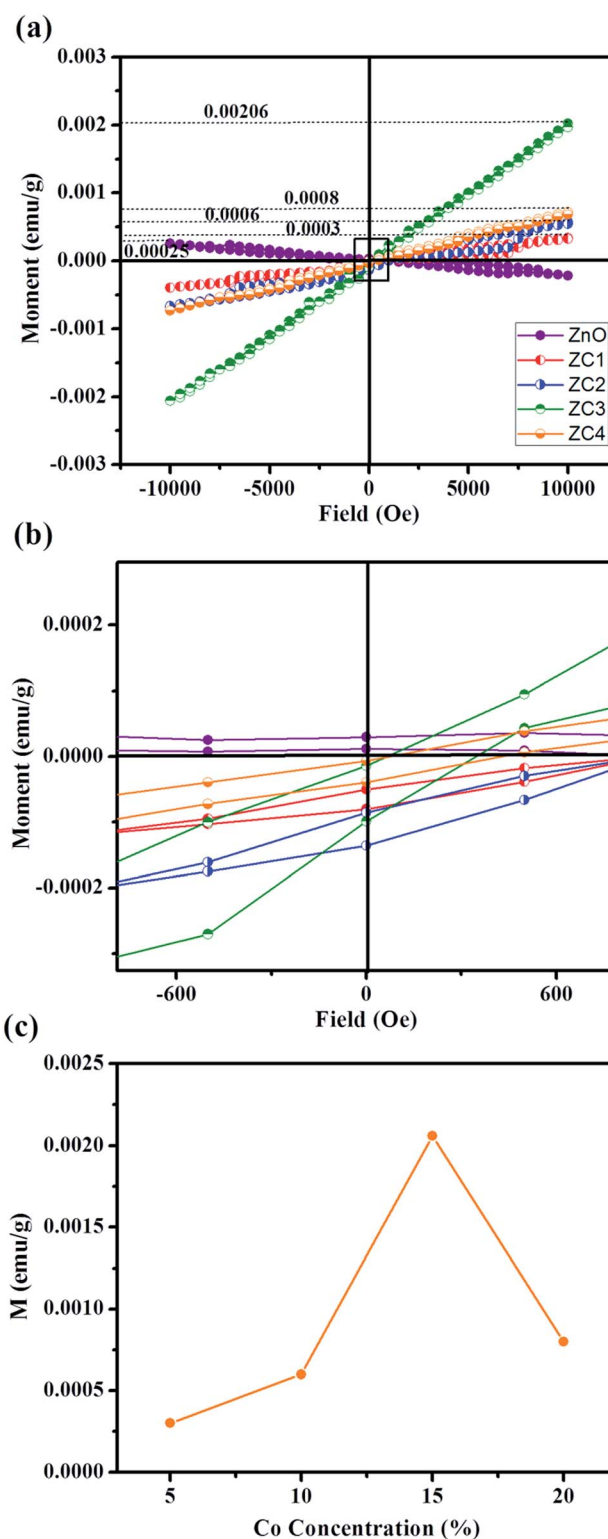 (a)
0.003
0.002
0.001
0.000
-0.001
-0.002
-0.003
Moment (emu/g)
0.00206
0.0008
0.0006
0.0003
0.00025
ZnO
ZC1
ZC2
ZC3
ZC4
-10000
-5000
0
5000
10000
Field (Oe)
(b)
0.0002
0.0000
-0.0002
Moment (emu/g)
-600
0
600
Field (Oe)
(c)
0.0025
0.0020
0.0015
0.0010
0.0005
0.0000
M (emu/g)
5
10
15
20
Co Concentration (%)